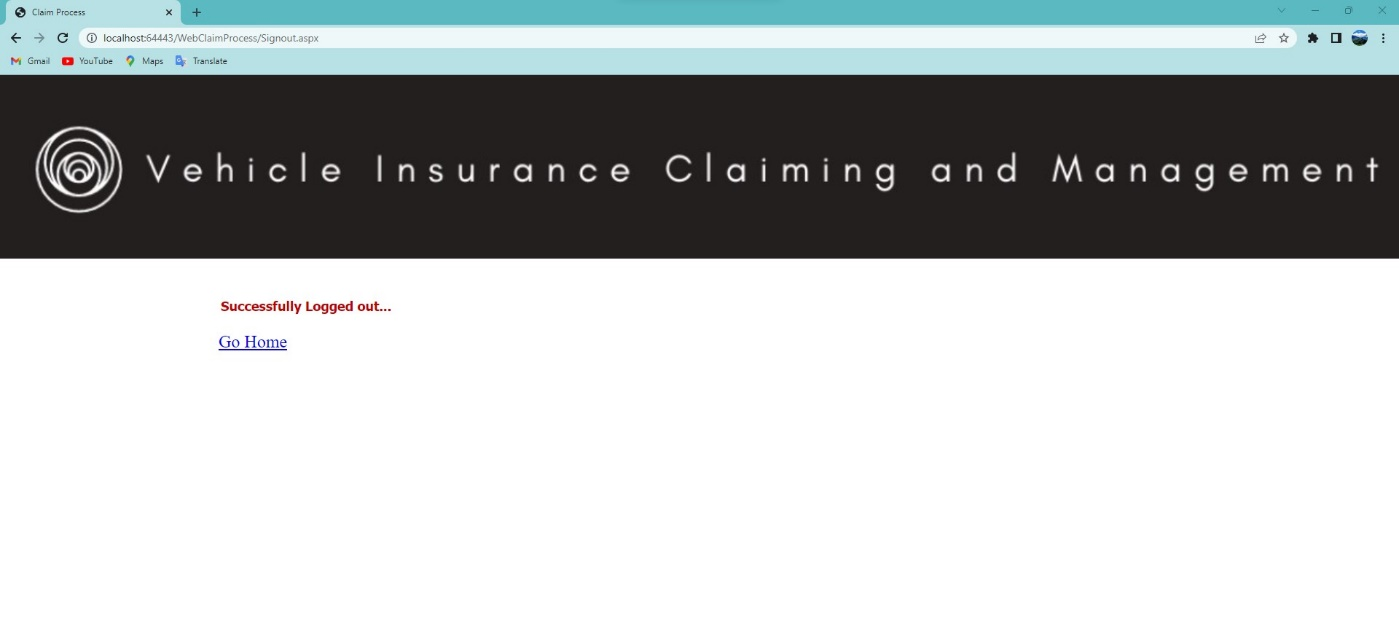 Claim Process
localhost:64443/WebClaimProcess/Signout.aspx
Gmail YouTube Maps Translate
Vehicle Insurance Claiming and Management
Successfully Logged out...
Go Home